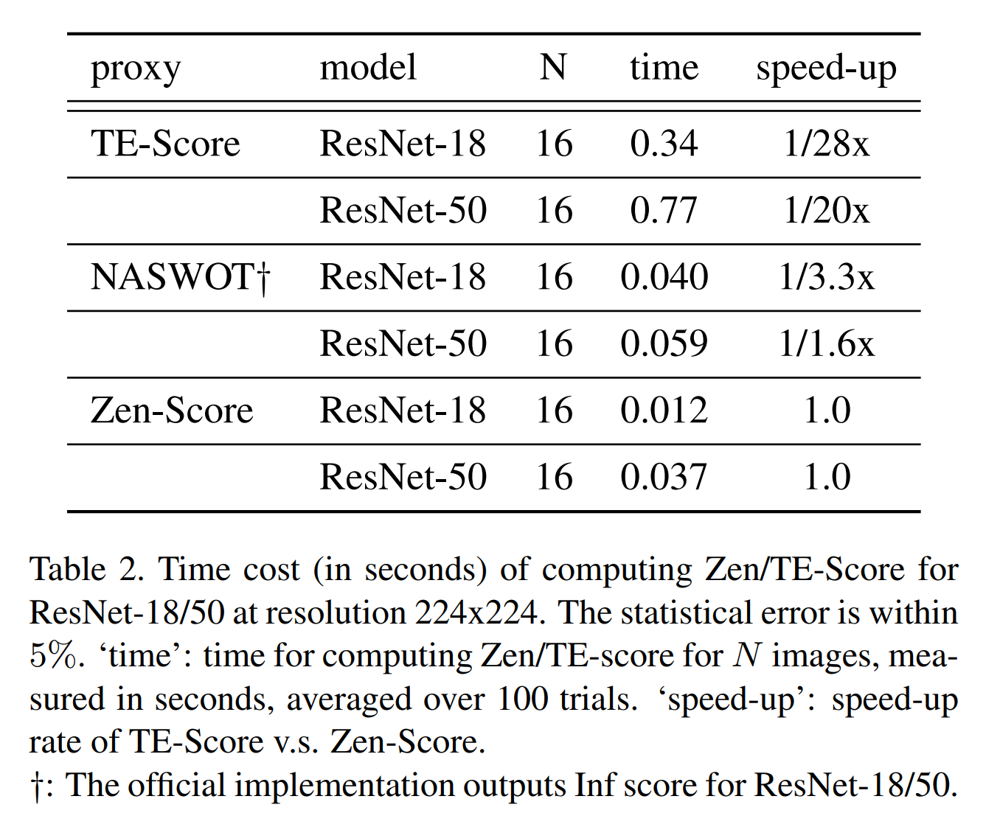 proxy model N time speed-up
TE-Score ResNet-18 16 0.34 1/28x
ResNet-50 16 0.77 1/20x
NASWOT† ResNet-18 16 0.040 1/3.3x
ResNet-50 16 0.059 1/1.6x
Zen-Score ResNet-18 16 0.012 1.0
ResNet-50 16 0.037 1.0
Table 2. Time cost (in seconds) of computing Zen/TE-Score for
ResNet-18/50 at resolution 224x224. The statistical error is within
5%. ‘time’: time for computing Zen/TE-score for N images, mea-
sured in seconds, averaged over 100 trials. ‘speed-up’: speed-up
rate of TE-Score v.s. Zen-Score.
†: The official implementation outputs Inf score for ResNet-18/50.